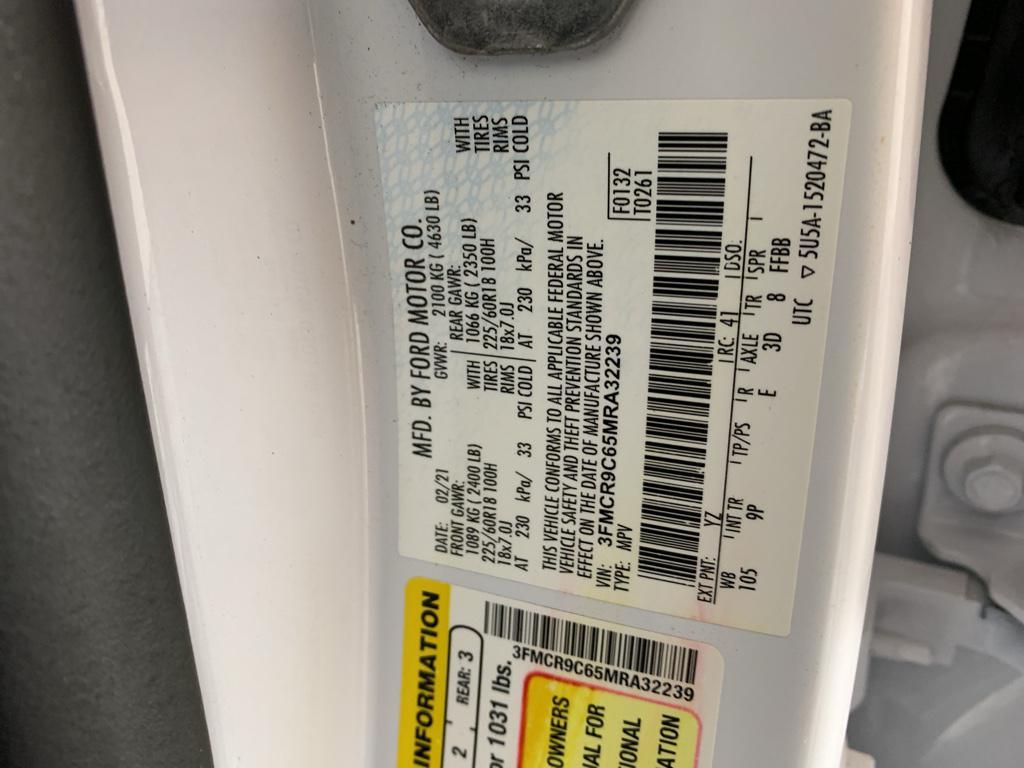 MFD. BY FORD MOTOR CO.
DATE: 02/21 GVWR: 2100 KG ( 4630 LB)
FRONT GAWR: REAR GAWR:
1089 KG ( 2400 LB) WITH 1066 KG ( 2350 LB) WITH
225/60R18 100H TIRES 225/60R18 100H TIRES
18x7.0J RIMS 18x7.0J RIMS
AT 230 kPa/ 33 PSI COLD AT 230 kPa/ 33 PSI COLD
THIS VEHICLE CONFORMS TO ALL APPLICABLE FEDERAL MOTOR
VEHICLE SAFETY AND THEFT PREVENTION STANDARDS IN
EFFECT ON THE DATE OF MANUFACTURE SHOWN ABOVE.
VIN: 3FMCR9C65MRA32239
TYPE: MPV
F0132
T0261
EXT PNT: YZ RC: 41 DSO:
WB INT TR TP/PS R AXLE TR SPR
105 9P E 3D 8 FFBB
UTC ▽ 5U5A-1520472-BA
INFORMATION
2 REAR: 3
or 1031 lbs.
3FMCR9C65MRA32239
OWNERS
FOR